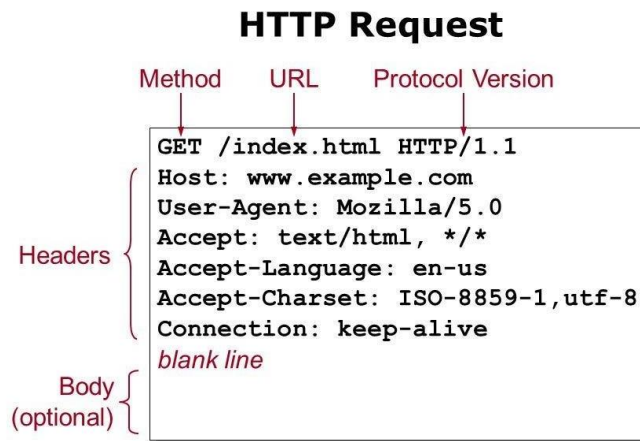 HTTP Request
Method URL Protocol Version
GET /index.html HTTP/1.1
Host: www.example.com
User-Agent: Mozilla/5.0
Accept: text/html, */*
Headers
Accept-Language: en-us
Accept-Charset: ISO-8859-1,utf-8
Connection: keep-alive
blank line
Body
(optional)